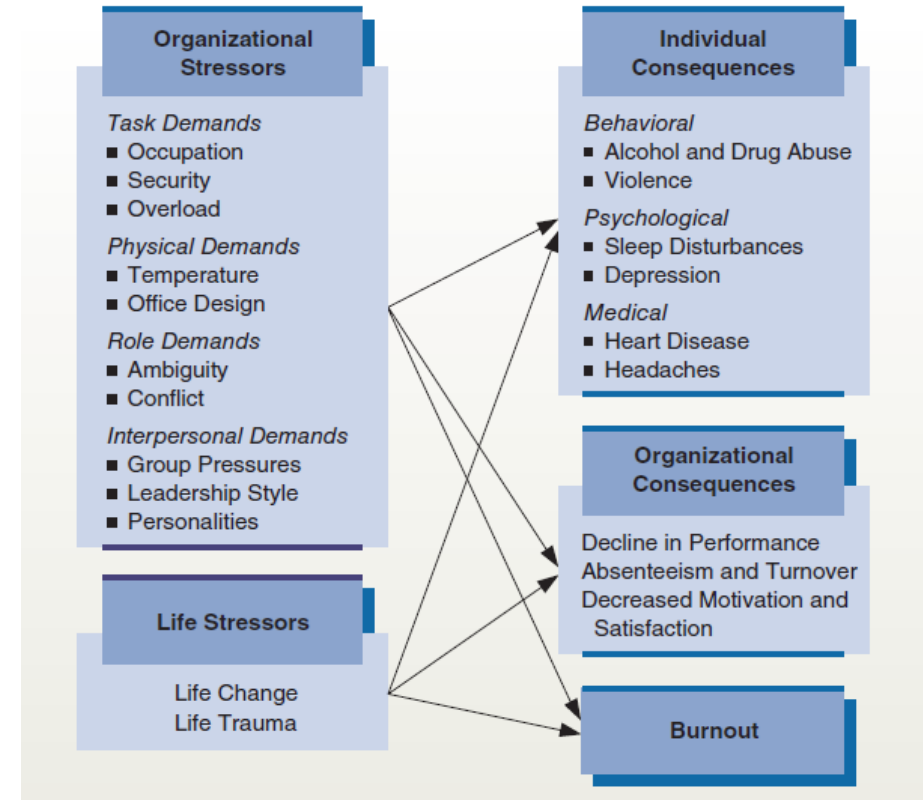 Organizational
Stressors
Task Demands
■ Occupation
■ Security
■ Overload
Physical Demands
■ Temperature
■ Office Design
Role Demands
■ Ambiguity
■ Conflict
Interpersonal Demands
■ Group Pressures
■ Leadership Style
■ Personalities
Life Stressors
Life Change
Life Trauma
Individual
Consequences
Behavioral
■ Alcohol and Drug Abuse
■ Violence
Psychological
■ Sleep Disturbances
■ Depression
Medical
■ Heart Disease
■ Headaches
Organizational
Consequences
Decline in Performance
Absenteeism and Turnover
Decreased Motivation and
Satisfaction
Burnout